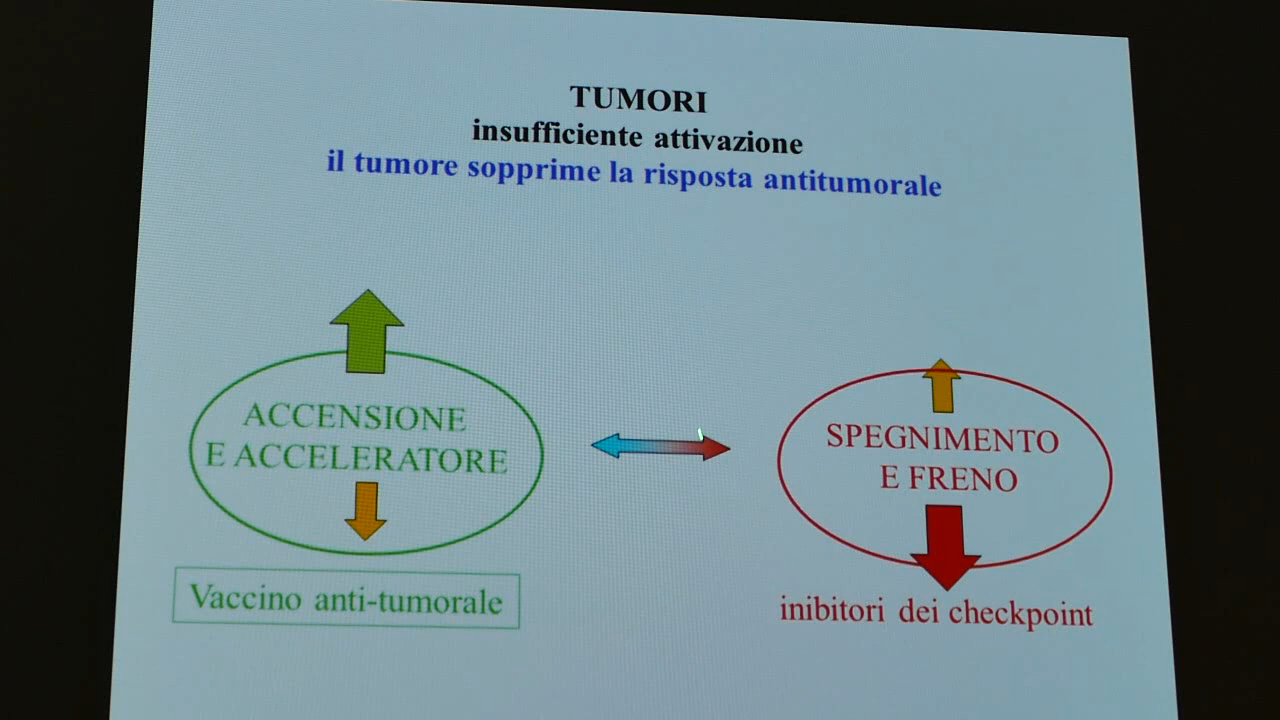 TUMORI
insufficiente attivazione
il tumore sopprime la risposta antitumorale
ACCENSIONE
E ACCELERATORE
SPEGNIMENTO
E FRENO
Vaccino anti-tumorale
inibitori dei checkpoint